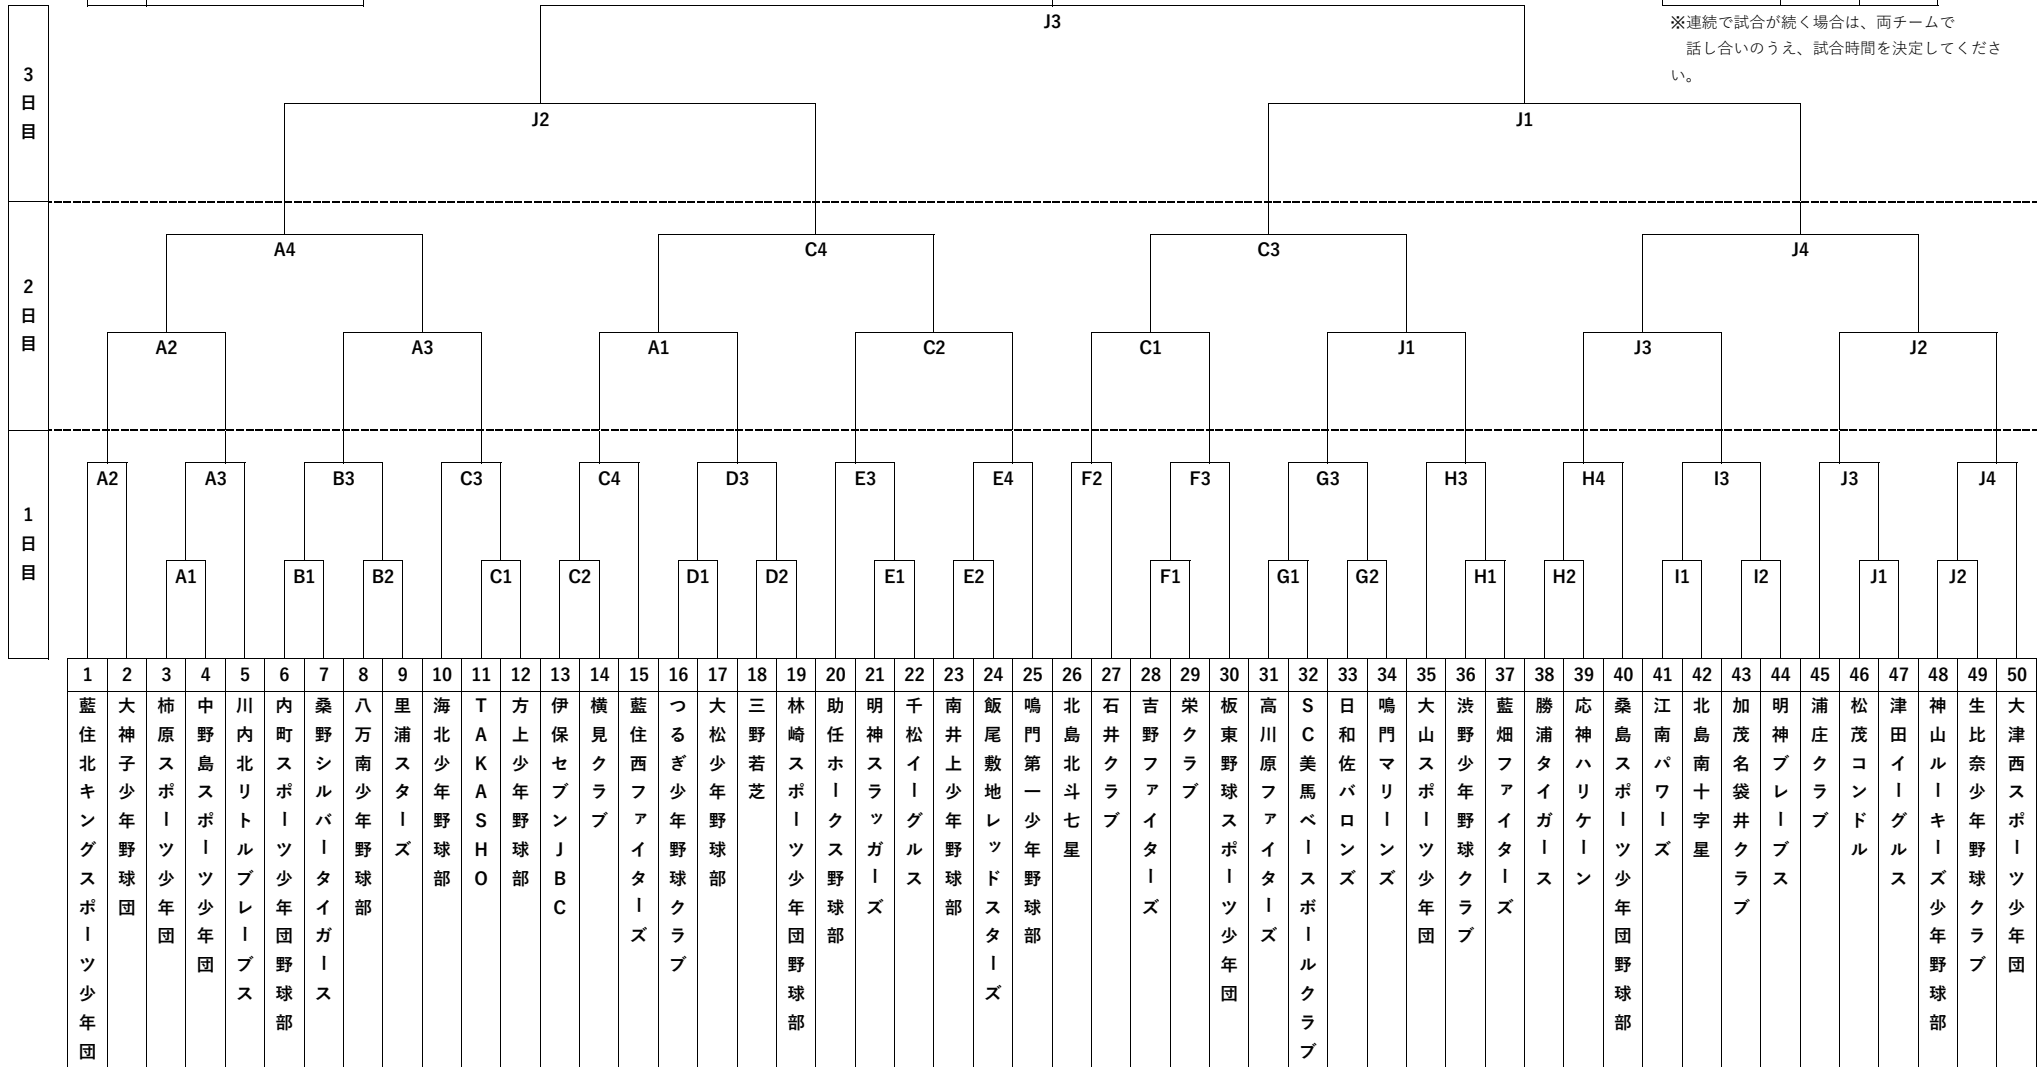 J3
※連続で試合が続く場合は、両チームで
話し合いのうえ、試合時間を決定してくださ
い。
3日目
J2
J1
2日目
A4
C4
C3
J4
A2
A3
A1
C2
C1
J1
J3
J2
1日目
A2
A3
B3
C3
C4
D3
E3
E4
F2
F3
G3
H3
H4
I3
J3
J4
A1
B1
B2
C1
C2
D1
D2
E1
E2
F1
G1
G2
H1
H2
I1
I2
J1
J2
1 藍住北キングスポーツ少年団
2 大神子少年野球団
3 柿原スポーツ少年団
4 中野島スポーツ少年団
5 川内北リトルブレーブス
6 内町スポーツ少年団野球部
7 桑野シルバータイガース
8 八万南少年野球部
9 里浦スターズ
10 海北少年野球部
11 TAKASHO
12 方上少年野球部
13 伊保セブンJBC
14 横見クラブ
15 藍住西ファイターズ
16 つるぎ少年野球クラブ
17 大松少年野球部
18 三野若芝
19 林崎スポーツ少年団野球部
20 助任ホークス野球部
21 明神スラッガーズ
22 千松イーグルス
23 南井上少年野球部
24 飯尾敷地レッドスターズ
25 鳴門第一少年野球部
26 北島北斗七星
27 石井クラブ
28 吉野ファイターズ
29 栄クラブ
30 板東野球スポーツ少年団
31 高川原ファイターズ
32 SC美馬ベースボールクラブ
33 日和佐バロンズ
34 鳴門マリーンズ
35 大山スポーツ少年団
36 渋野少年野球クラブ
37 藍畑ファイターズ
38 勝浦タイガース
39 応神ハリケーン
40 桑島スポーツ少年団野球部
41 江南パワーズ
42 北島南十字星
43 加茂名袋井クラブ
44 明神ブレーブス
45 浦庄クラブ
46 松茂コンドル
47 津田イーグルス
48 神山ルーキーズ少年野球部
49 生比奈少年野球クラブ
50 大津西スポーツ少年団